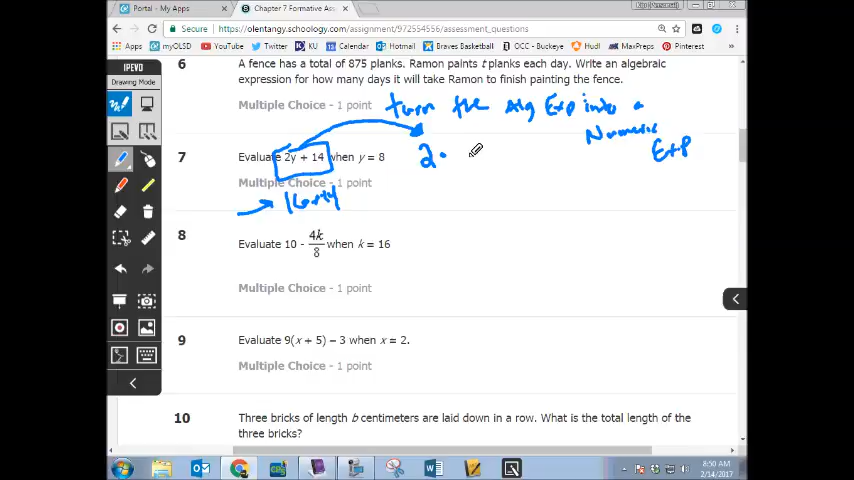 Portal - My Apps
Chapter 7 Formative Ass
Secure
https://olentangy.schoology.com/assignment/972554556/assessment_questions
Apps
myOLSD
YouTube
Twitter
KU
Calendar
Hotmail
Braves Basketball
OCC - Buckeye
Hudl
MaxPreps
Pinterest
IPEVO
Drawing Mode
6
A fence has a total of 875 planks. Ramon paints t planks each day. Write an algebraic
expression for how many days it will take Ramon to finish painting the fence.
Multiple Choice - 1 point
turn the Alg Exp into a
Numeric
Exp
7
Evaluate 2y + 14 when y = 8
2 ·
Multiple Choice - 1 point
8
Evaluate 10 - 4k/8 when k = 16
Multiple Choice - 1 point
9
Evaluate 9(x + 5) – 3 when x = 2.
Multiple Choice - 1 point
10
Three bricks of length b centimeters are laid down in a row. What is the total length of the
three bricks?
8:50 AM
2/14/2017